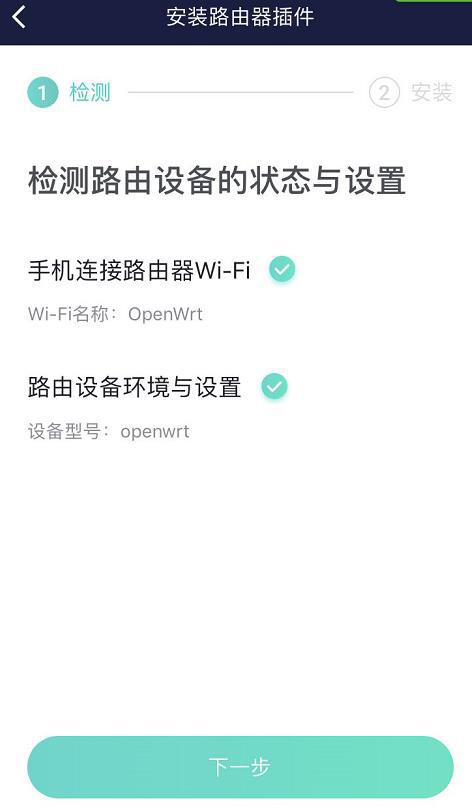 安装路由器插件
1 检测 2 安装
检测路由设备的状态与设置
手机连接路由器Wi-Fi
Wi-Fi名称：OpenWrt
路由设备环境与设置
设备型号：openwrt
下一步